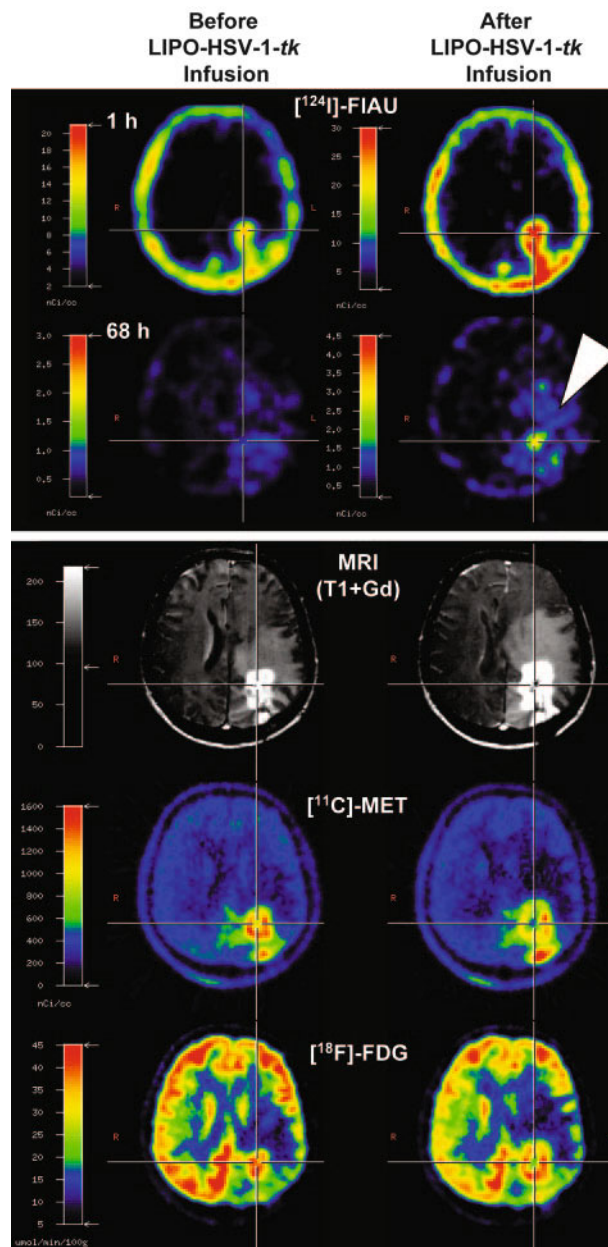 Before
LIPO-HSV-1-tk
Infusion
After
LIPO-HSV-1-tk
Infusion
[124I]-FIAU
1 h
20
18
16
14
12
10
8
6
4
2
nCi/cc
R
L
30
25
20
15
10
5
nCi/cc
R
68 h
3.0
2.5
2.0
1.5
1.0
0.5
nCi/cc
R
L
4.5
4.0
3.5
3.0
2.5
2.0
1.5
1.0
0.5
nCi/cc
R
MRI
(T1+Gd)
200
150
100
50
0
R
R
[11C]-MET
1600
1400
1200
1000
800
600
400
200
0
nCi/cc
R
R
[18F]-FDG
45
40
35
30
25
20
15
10
5
umol/min/100g
R
R